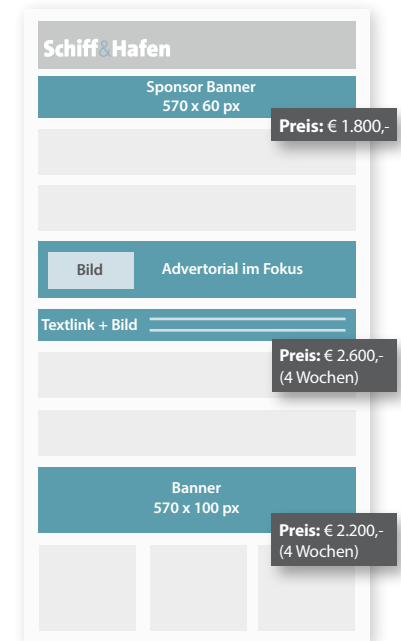 Schiff&Hafen
Sponsor Banner
570 x 60 px
Preis: € 1.800,-
Bild
Advertorial im Fokus
Textlink + Bild
Preis: € 2.600,-
(4 Wochen)
Banner
570 x 100 px
Preis: € 2.200,-
(4 Wochen)